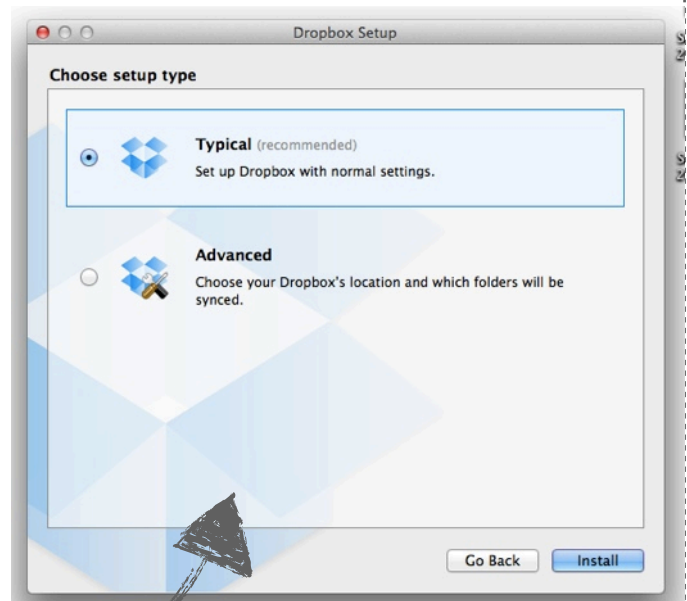 Dropbox Setup
Choose setup type
Typical (recommended)
Set up Dropbox with normal settings.
Advanced
Choose your Dropbox's location and which folders will be
synced.
Go Back
Install